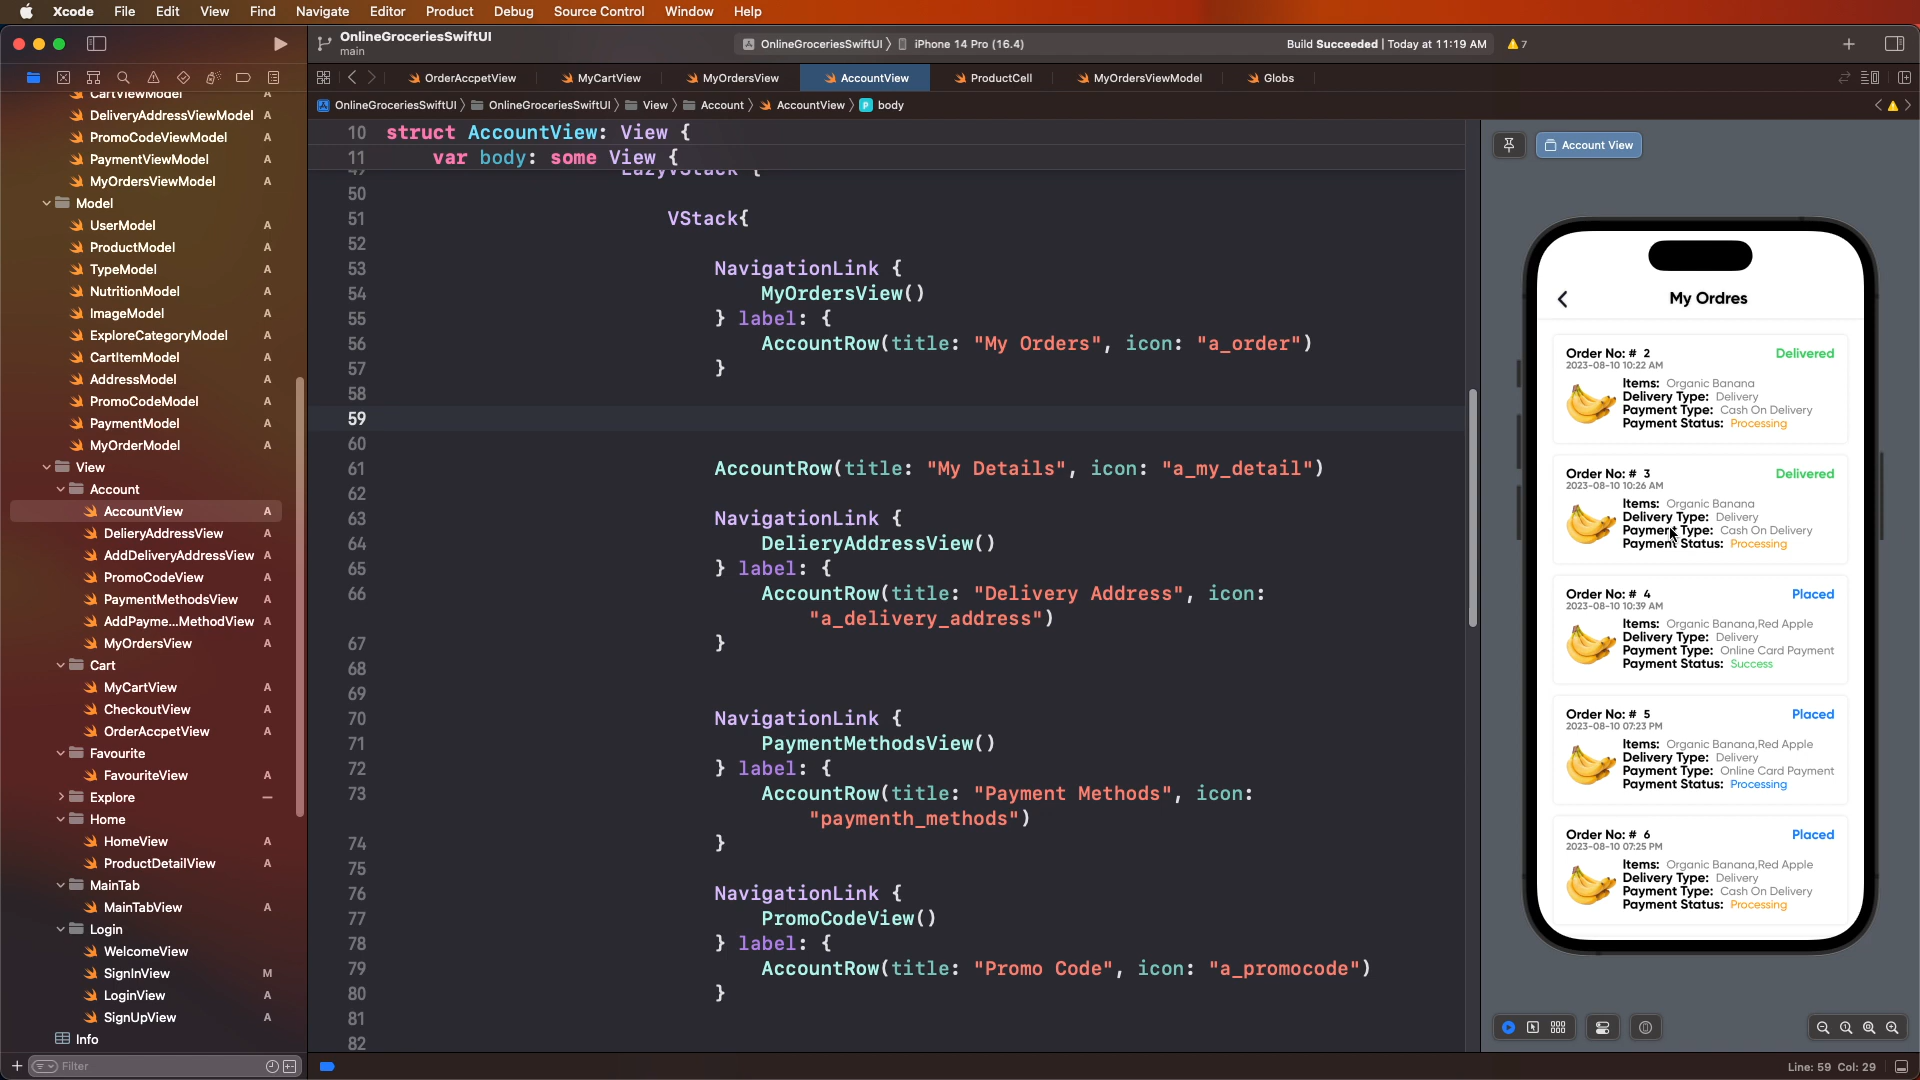 Xcode File Edit View Find Navigate Editor Product Debug Source Control Window Help
OnlineGroceriesSwiftUI
main
OnlineGroceriesSwiftUI iPhone 14 Pro (16.4)
Build Succeeded | Today at 11:19 AM 7
OrderAccpetView MyCartView MyOrdersView AccountView ProductCell MyOrdersViewModel Globs
OnlineGroceriesSwiftUI OnlineGroceriesSwiftUI View Account AccountView P body
CartViewModel A
DeliveryAddressViewModel A
PromoCodeViewModel A
PaymentViewModel A
MyOrdersViewModel A
Model
UserModel A
ProductModel A
TypeModel A
NutritionModel A
ImageModel A
ExploreCategoryModel A
CartItemModel A
AddressModel A
PromoCodeModel A
PaymentModel A
MyOrderModel A
View
Account
AccountView A
DelieryAddressView A
AddDeliveryAddressView A
PromoCodeView A
PaymentMethodsView A
AddPayme...MethodView A
MyOrdersView A
Cart
MyCartView A
CheckoutView A
OrderAccpetView A
Favourite
FavouriteView A
Explore
Home
HomeView A
ProductDetailView A
MainTab
MainTabView A
Login
WelcomeView
SignInView M
LoginView A
SignUpView A
Info
Filter
10 struct AccountView: View {
11 var body: some View {
49 LazyVStack {
50
51 VStack{
52
53 NavigationLink {
54 MyOrdersView()
55 } label: {
56 AccountRow(title: "My Orders", icon: "a_order")
57 }
58
59
60
61 AccountRow(title: "My Details", icon: "a_my_detail")
62
63 NavigationLink {
64 DelieryAddressView()
65 } label: {
66 AccountRow(title: "Delivery Address", icon:
"a_delivery_address")
67 }
68
69
70 NavigationLink {
71 PaymentMethodsView()
72 } label: {
73 AccountRow(title: "Payment Methods", icon:
"paymenth_methods")
74 }
75
76 NavigationLink {
77 PromoCodeView()
78 } label: {
79 AccountRow(title: "Promo Code", icon: "a_promocode")
80 }
81
82
Account View
My Ordres
Order No: # 2 Delivered
2023-08-10 10:22 AM
Items: Organic Banana
Delivery Type: Delivery
Payment Type: Cash On Delivery
Payment Status: Processing
Order No: # 3 Delivered
2023-08-10 10:26 AM
Items: Organic Banana
Delivery Type: Delivery
Payment Type: Cash On Delivery
Payment Status: Processing
Order No: # 4 Placed
2023-08-10 10:39 AM
Items: Organic Banana,Red Apple
Delivery Type: Delivery
Payment Type: Online Card Payment
Payment Status: Success
Order No: # 5 Placed
2023-08-10 07:23 PM
Items: Organic Banana,Red Apple
Delivery Type: Delivery
Payment Type: Online Card Payment
Payment Status: Processing
Order No: # 6 Placed
2023-08-10 07:25 PM
Items: Organic Banana,Red Apple
Delivery Type: Delivery
Payment Type: Cash On Delivery
Payment Status: Processing
Line: 59 Col: 29